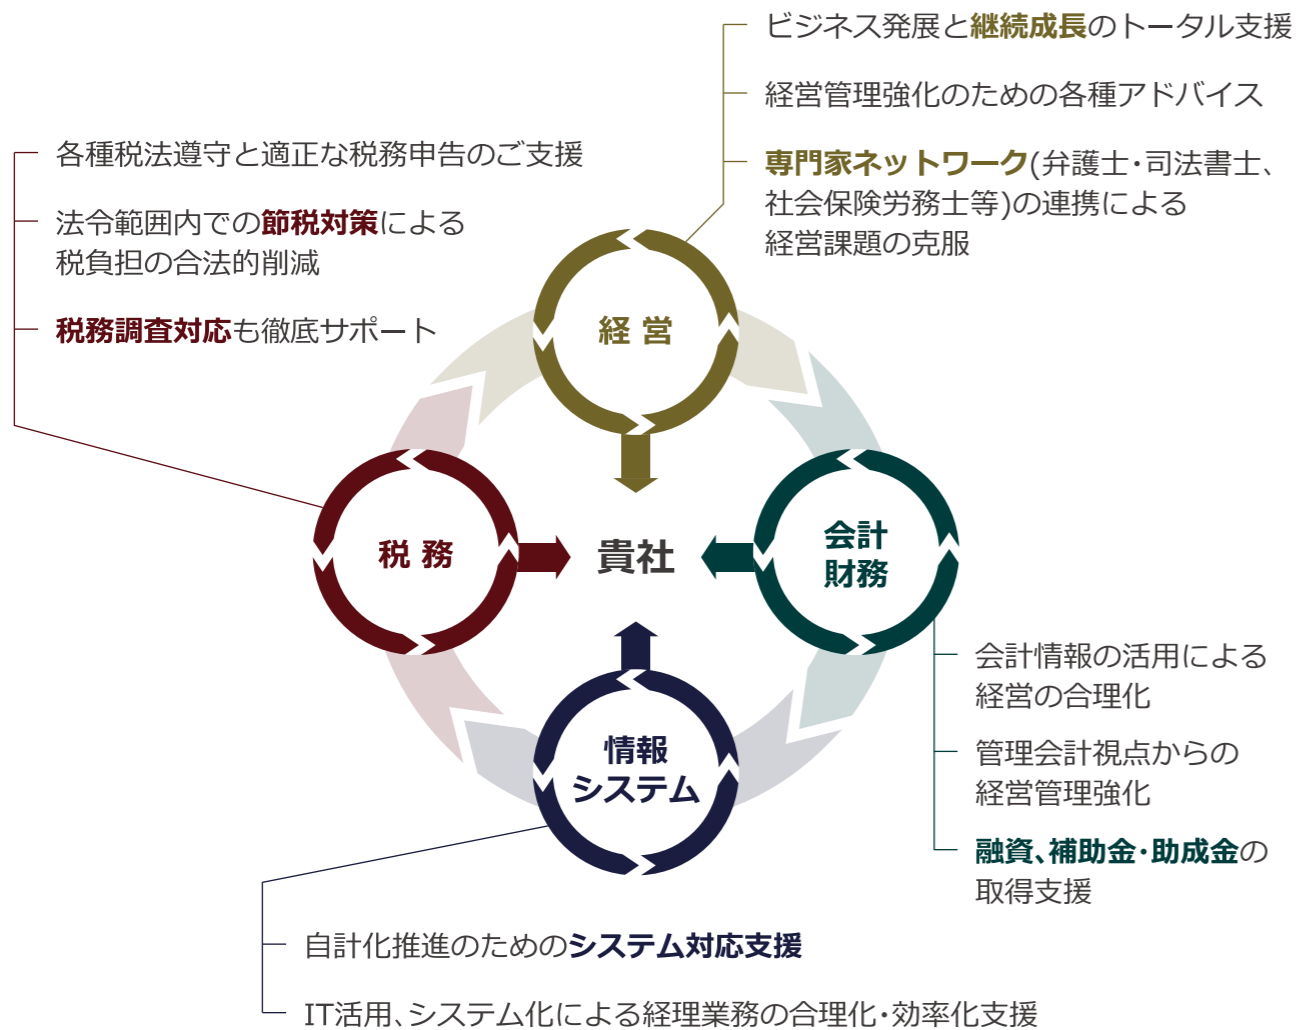 ビジネス発展と継続成長のトータル支援
経営管理強化のための各種アドバイス
専門家ネットワーク(弁護士・司法書士、
社会保険労務士等)の連携による
経営課題の克服
各種税法遵守と適正な税務申告のご支援
法令範囲内での節税対策による
税負担の合法的削減
税務調査対応も徹底サポート
経営
税務
貴社
会計
財務
情報
システム
会計情報の活用による
経営の合理化
管理会計視点からの
経営管理強化
融資、補助金・助成金の
取得支援
自計化推進のためのシステム対応支援
IT活用、システム化による経理業務の合理化・効率化支援